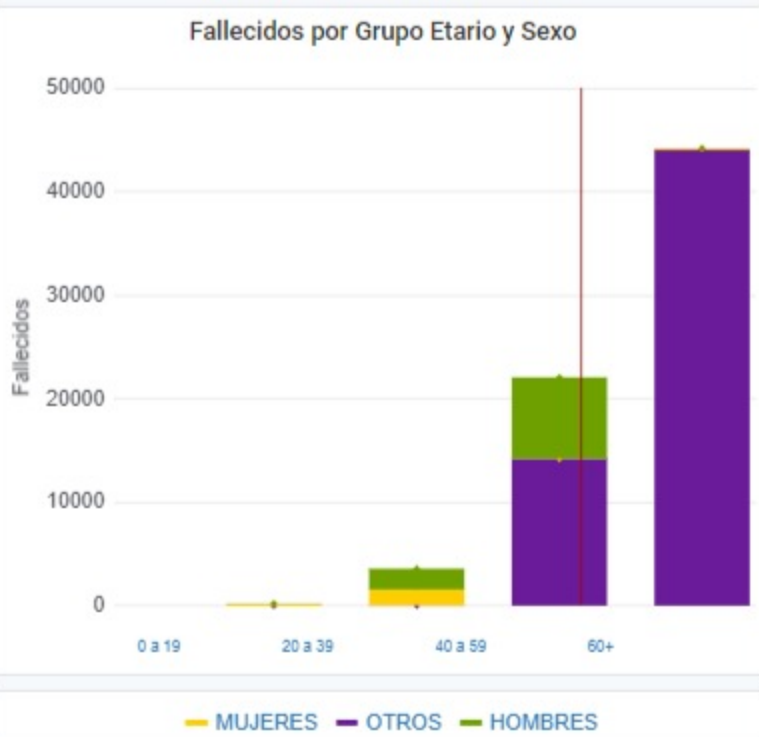 Fallecidos por Grupo Etario y Sexo
50000
40000
30000
20000
10000
0
Fallecidos
0 a 19 20 a 39 40 a 59 60+
MUJERES OTROS HOMBRES